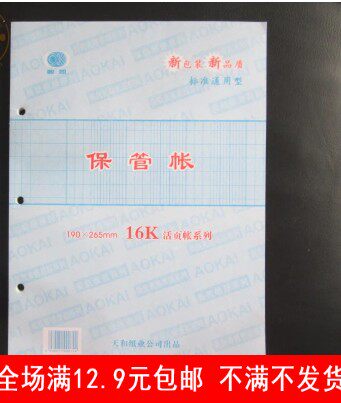 新包装 新品质
标准通用型
保管帐
190×265mm 16K 活页帐系列
天和纸业公司出品
全场满12.9元包邮 不满不发货
AOKAI